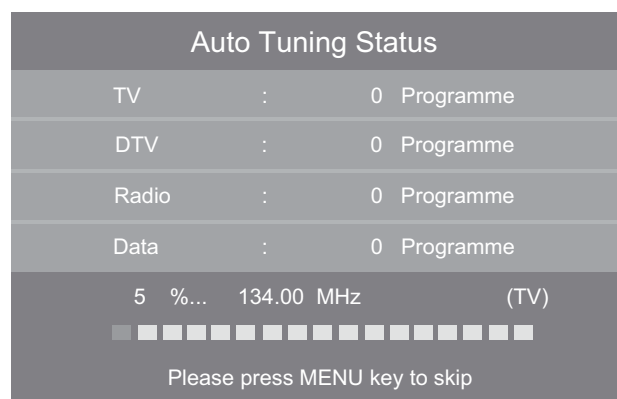 Auto Tuning Status
TV : 0 Programme
DTV : 0 Programme
Radio : 0 Programme
Data : 0 Programme
5 %... 134.00 MHz (TV)
Please press MENU key to skip